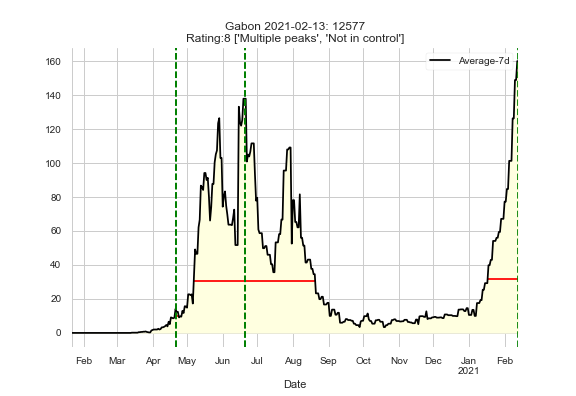 Gabon 2021-02-13: 12577
Rating:8 ['Multiple peaks', 'Not in control']
Average-7d
160
140
120
100
80
60
40
20
0
Feb Mar Apr May Jun Jul Aug Sep Oct Nov Dec Jan Feb
2021
Date